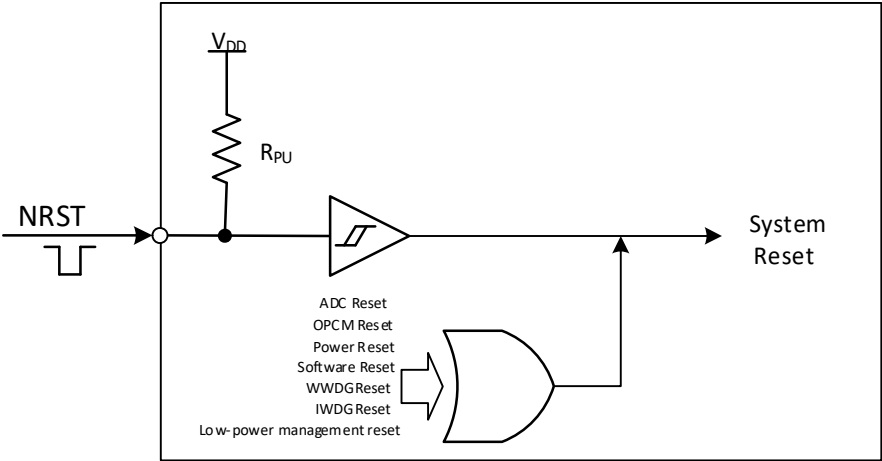 VDD
RPU
NRST
System
Reset
ADC Reset
OPCM Reset
Power Reset
Software Reset
WWDG Reset
IWDG Reset
Low-power management reset